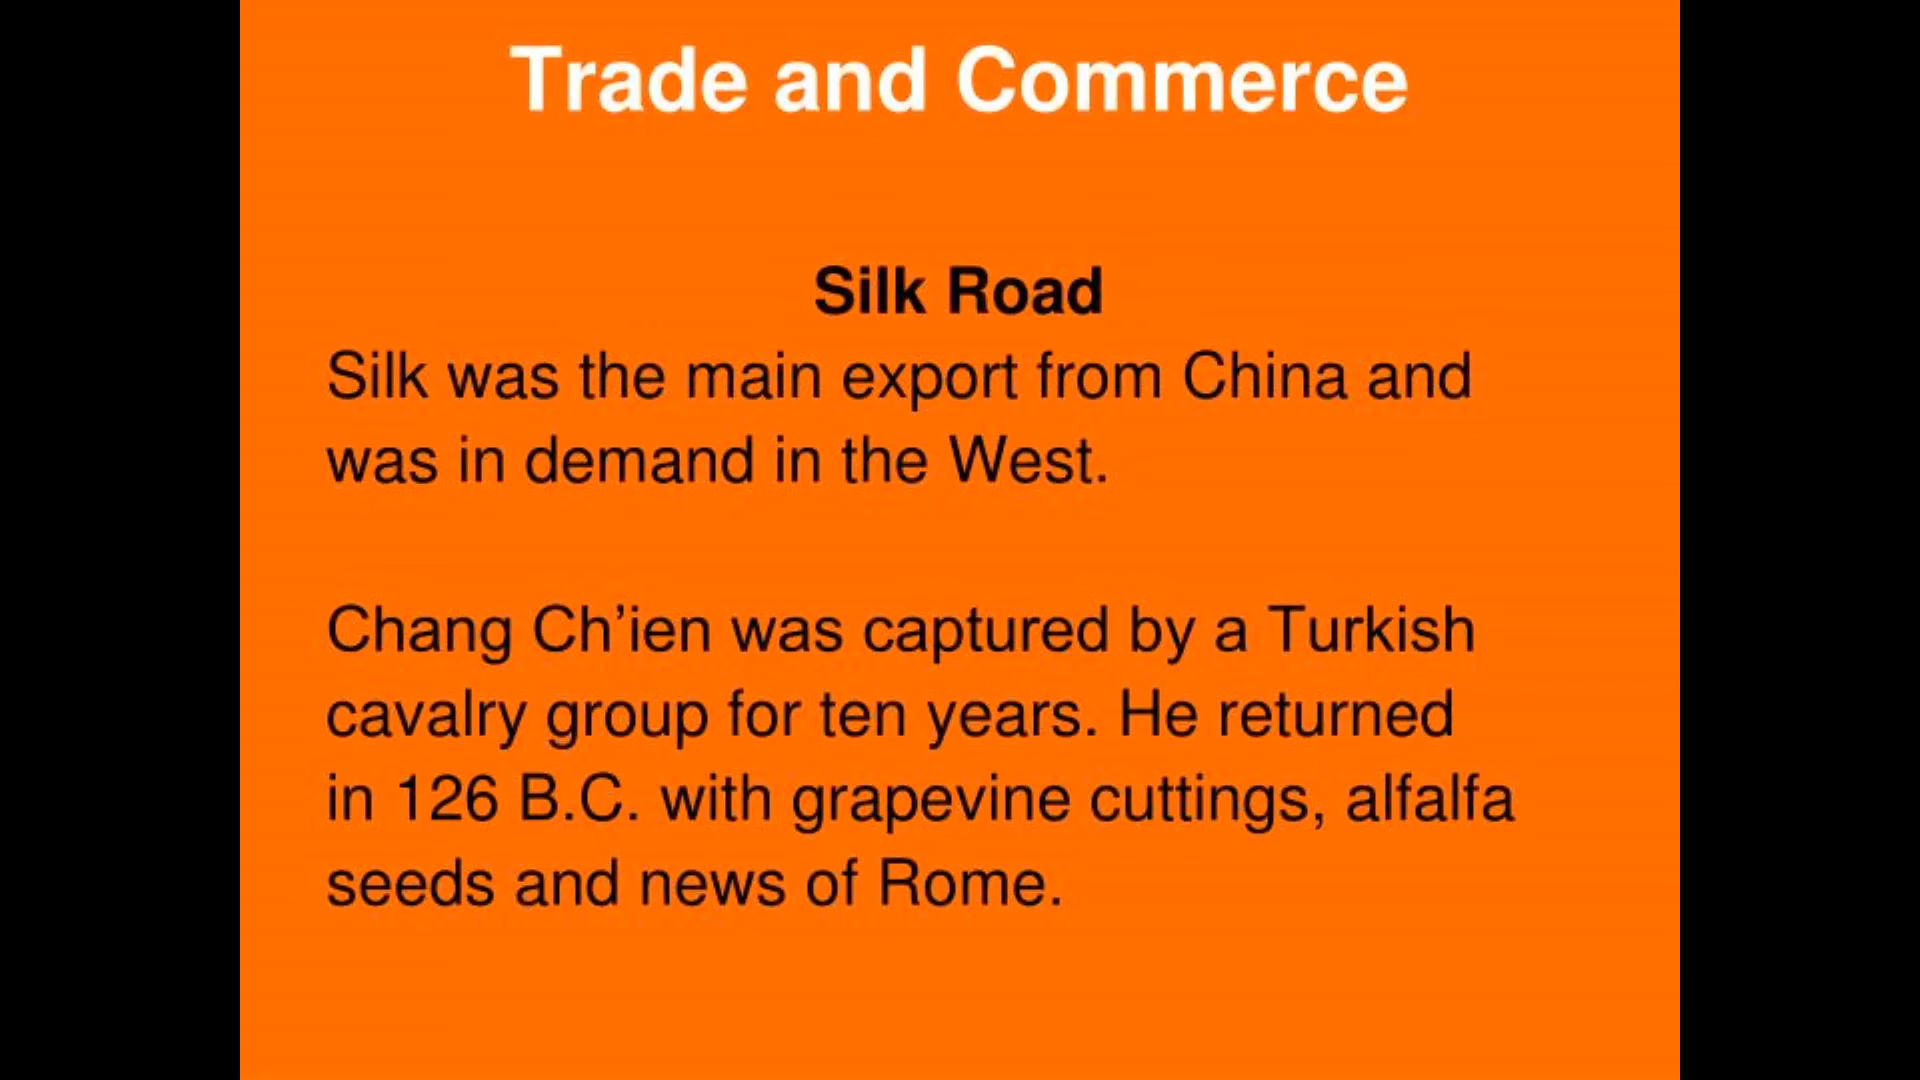 Trade and Commerce
Silk Road
Silk was the main export from China and
was in demand in the West.
Chang Ch’ien was captured by a Turkish
cavalry group for ten years. He returned
in 126 B.C. with grapevine cuttings, alfalfa
seeds and news of Rome.